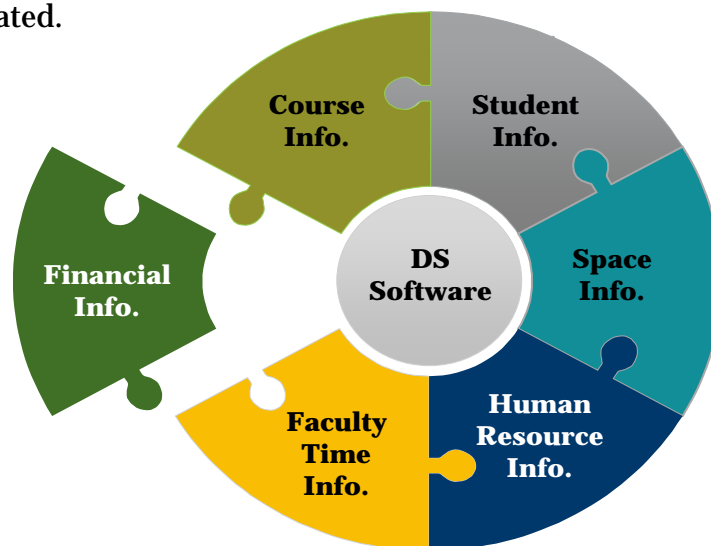 ated.
Course
Info.
Student
Info.
Financial
Info.
DS
Software
Space
Info.
Faculty
Time
Info.
Human
Resource
Info.